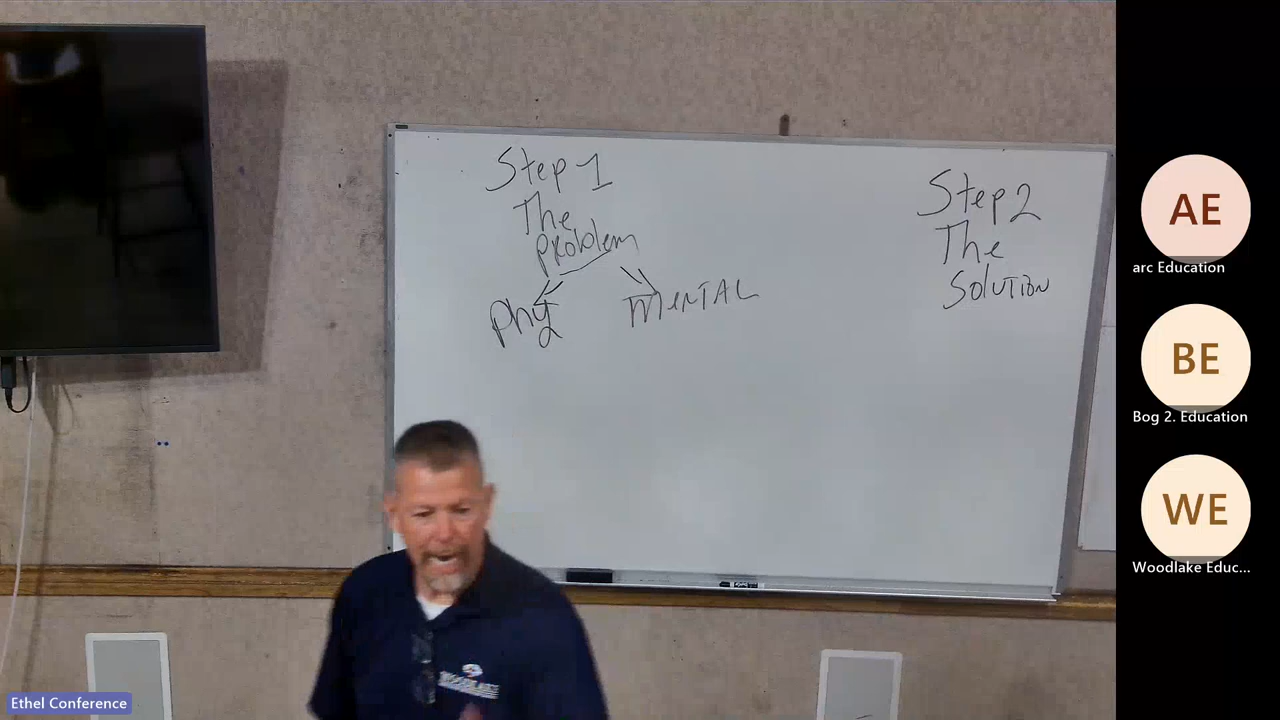 Step 1
The
problem
Phy
MENTAL
Step 2
The
Solution
WOODLAKE
AE
arc Education
BE
Bog 2. Education
WE
Woodlake Educ...
Ethel Conference